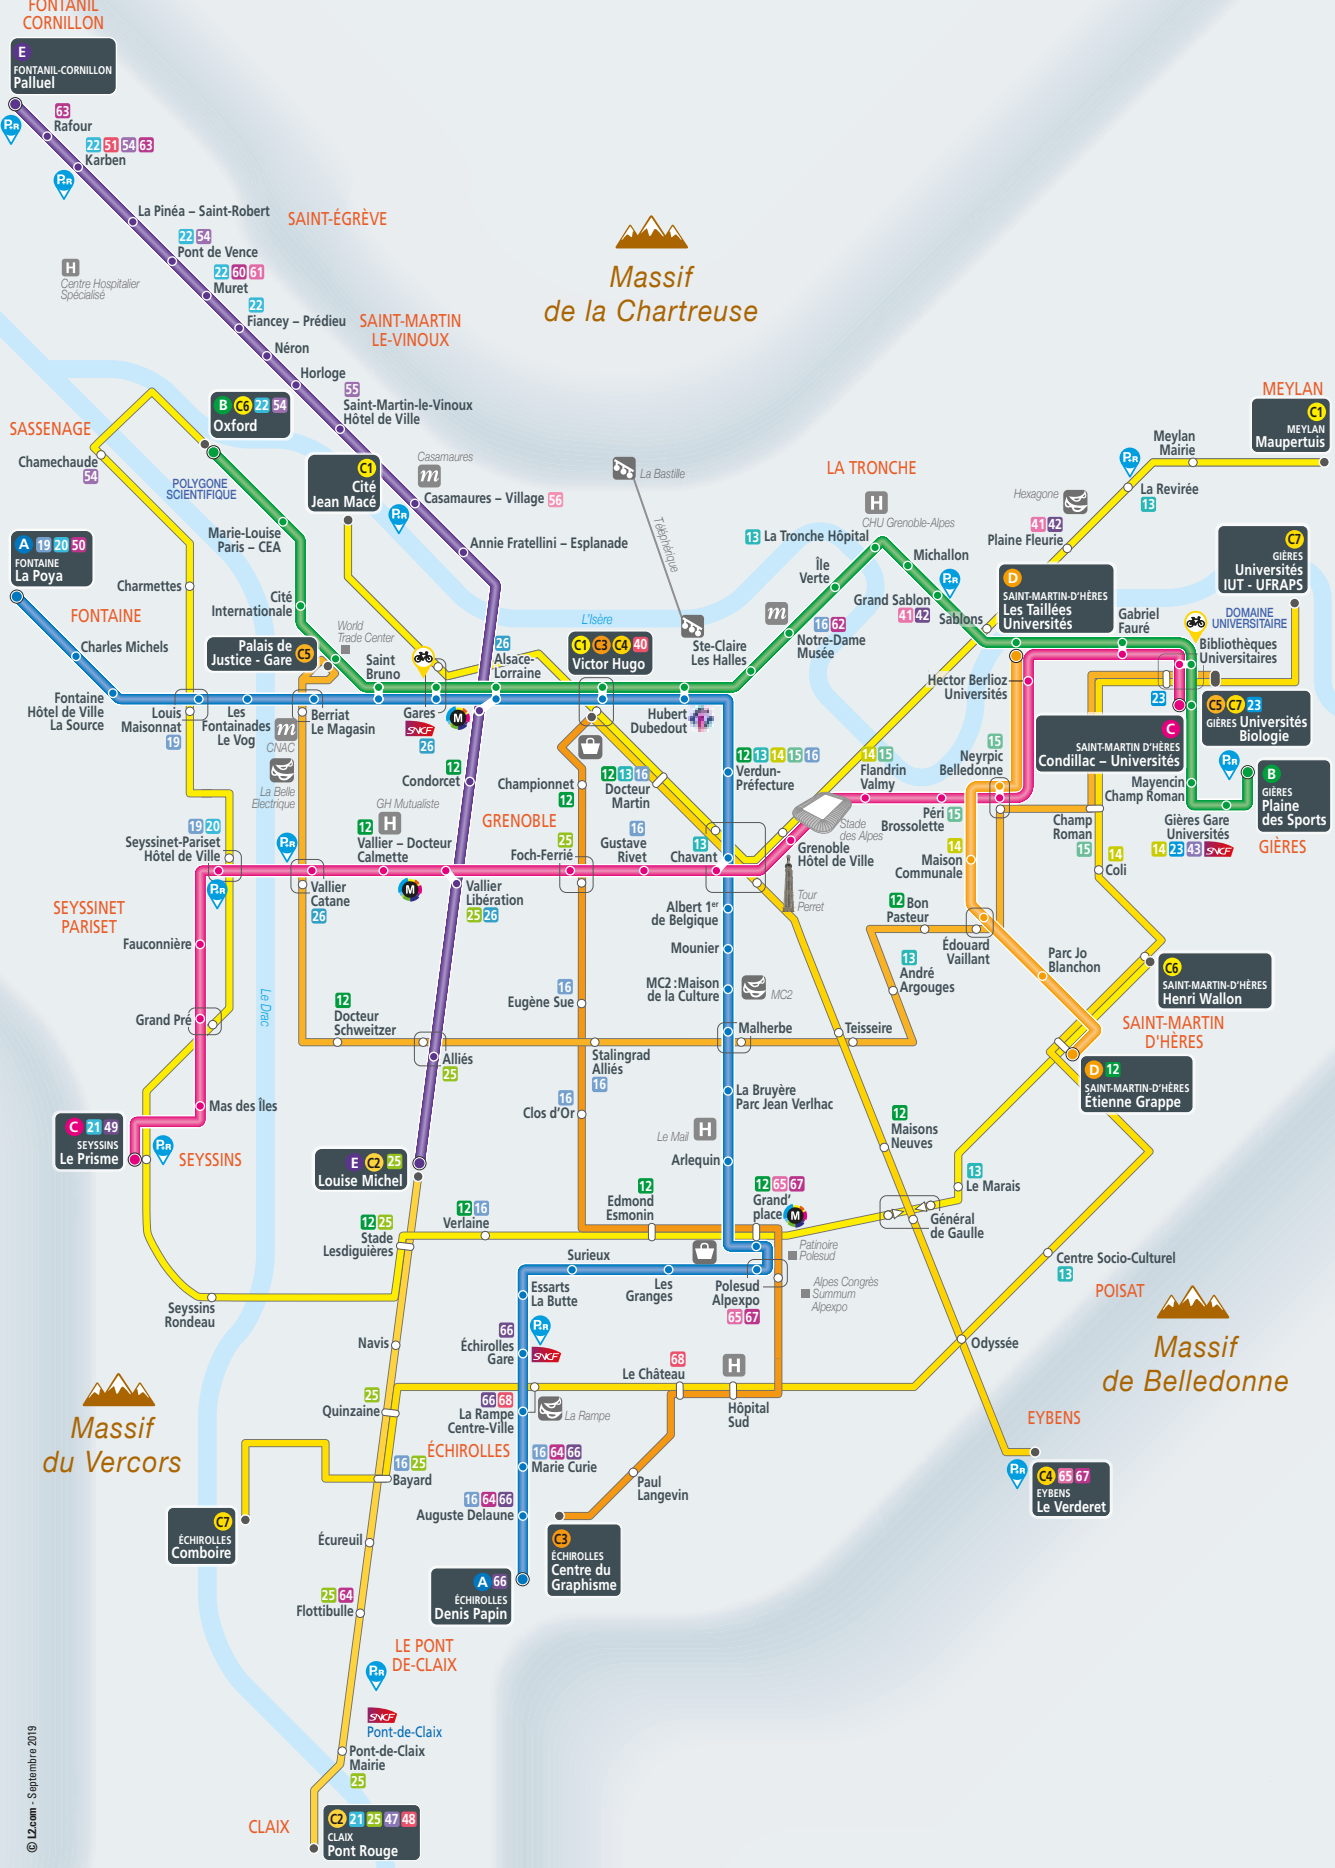 FONTANIL
CORNILLON
E
FONTANIL-CORNILLON
Palluel
P+R
63
Rafour
22 51 54 63
Karben
P+R
La Pinéa – Saint-Robert
SAINT-ÉGRÈVE
22 54
Pont de Vence
22 60 61
Muret
H
Centre Hospitalier
Spécialisé
22
Fiancey – Prédieu
SAINT-MARTIN
LE-VINOUX
Néron
Horloge
55
Saint-Martin-le-Vinoux
Hôtel de Ville
Massif
de la Chartreuse
B C6 22 54
Oxford
SASSENAGE
Chamechaude
54
POLYGONE
SCIENTIFIQUE
C1
Cité
Jean Macé
Casamaures
m
Casamaures – Village 56
P+R
Annie Fratellini – Esplanade
La Bastille
Téléphérique
LA TRONCHE
H
CHU Grenoble-Alpes
13 La Tronche Hôpital
Michallon
Île
Verte
Grand Sablon
41 42
P+R
Sablons
MEYLAN
C1
MEYLAN
Maupertuis
Meylan
Mairie
P+R
La Revirée
13
Hexagone
41 42
Plaine Fleurie
C7
GIÈRES
Universités
IUT - UFRAPS
D
SAINT-MARTIN-D'HÈRES
Les Taillées
Universités
Gabriel
Fauré
DOMAINE
UNIVERSITAIRE
Bibliothèques
Universitaires
Hector Berlioz
Universités
23
C5 C7 23
GIÈRES Universités
Biologie
C
SAINT-MARTIN D'HÈRES
Condillac – Universités
P+R
B
GIÈRES
Plaine
des Sports
GIÈRES
Mayencin
Champ Roman
Gières Gare
Universités
14 23 43 SNCF
A 19 20 50
FONTAINE
La Poya
FONTAINE
Charles Michels
Fontaine
Hôtel de Ville
La Source
Marie-Louise
Paris – CEA
Charmettes
Cité
Internationale
Palais de
Justice - Gare C5
World
Trade Center
Saint
Bruno
Louis
Maisonnat
19
Les
Fontainades
Le Vog
m
CNAC
Berriat
Le Magasin
La Belle
Electrique
Gares
SNCF
26
M
26
Alsace-
Lorraine
L'Isère
C1 C3 C4 40
Victor Hugo
Hubert
Dubedout
Ste-Claire
Les Halles
m
16 62
Notre-Dame
Musée
12
Condorcet
Championnet
12
12 13 16
Docteur
Martin
12 13 14 15 16
Verdun-
Préfecture
14 15
Flandrin
Valmy
Péri 15
Brossolette
15
Neyrpic
Belledonne
Champ
Roman
15
14
Coli
Stade
des Alpes
GRENOBLE
GH Mutualiste
H
12
Vallier – Docteur
Calmette
M
19 20
Seyssinet-Pariset
Hôtel de Ville
P+R
P+R
Vallier
Catane
26
Vallier
Libération
25 26
25
Foch-Ferrié
16
Gustave
Rivet
13
Chavant
Grenoble
Hôtel de Ville
Tour
Perret
14
Maison
Communale
Albert 1er
de Belgique
12 Bon
Pasteur
Édouard
Vaillant
13
André
Argouges
Parc Jo
Blanchon
C6
SAINT-MARTIN-D'HÈRES
Henri Wallon
SAINT-MARTIN
D'HÈRES
D 12
SAINT-MARTIN-D'HÈRES
Étienne Grappe
SEYSSINET
PARISET
Fauconnière
Grand Pré
Le Drac
Mas des Îles
C 21 49
SEYSSINS
Le Prisme
P+R
SEYSSINS
12
Docteur
Schweitzer
Alliés
25
16
Eugène Sue
Stalingrad
Alliés
16
16
Clos d'Or
Mounier
MC2 : Maison
de la Culture
MC2
Malherbe
Teisseire
La Bruyère
Parc Jean Verlhac
Le Mail H
Arlequin
12
Maisons
Neuves
13
Le Marais
Général
de Gaulle
E C2 25
Louise Michel
12 25
Stade
Lesdiguières
12 16
Verlaine
12
Edmond
Esmonin
12 65 67
Grand'
place
M
Patinoire
Polesud
Alpes Congrès
Summum
Alpexpo
Surieux
Les
Granges
Polesud
Alpexpo
65 67
Essarts
La Butte
66
Échirolles
Gare
P+R
SNCF
Centre Socio-Culturel
13
POISAT
Massif
de Belledonne
Odyssée
EYBENS
P+R
C4 65 67
EYBENS
Le Verderet
Seyssins
Rondeau
Navis
25
Quinzaine
16 25
Bayard
66 68
La Rampe
Centre-Ville
La Rampe
68
Le Château
H
Hôpital
Sud
ÉCHIROLLES
16 64 66
Marie Curie
16 64 66
Auguste Delaune
Paul
Langevin
C3
ÉCHIROLLES
Centre du
Graphisme
A 66
ÉCHIROLLES
Denis Papin
Massif
du Vercors
C7
ÉCHIROLLES
Comboire
Écureuil
25 64
Flottibulle
LE PONT
DE-CLAIX
P+R
SNCF
Pont-de-Claix
Pont-de-Claix
Mairie
25
CLAIX
C2 21 25 47 48
CLAIX
Pont Rouge
© L2.com - Septembre 2019